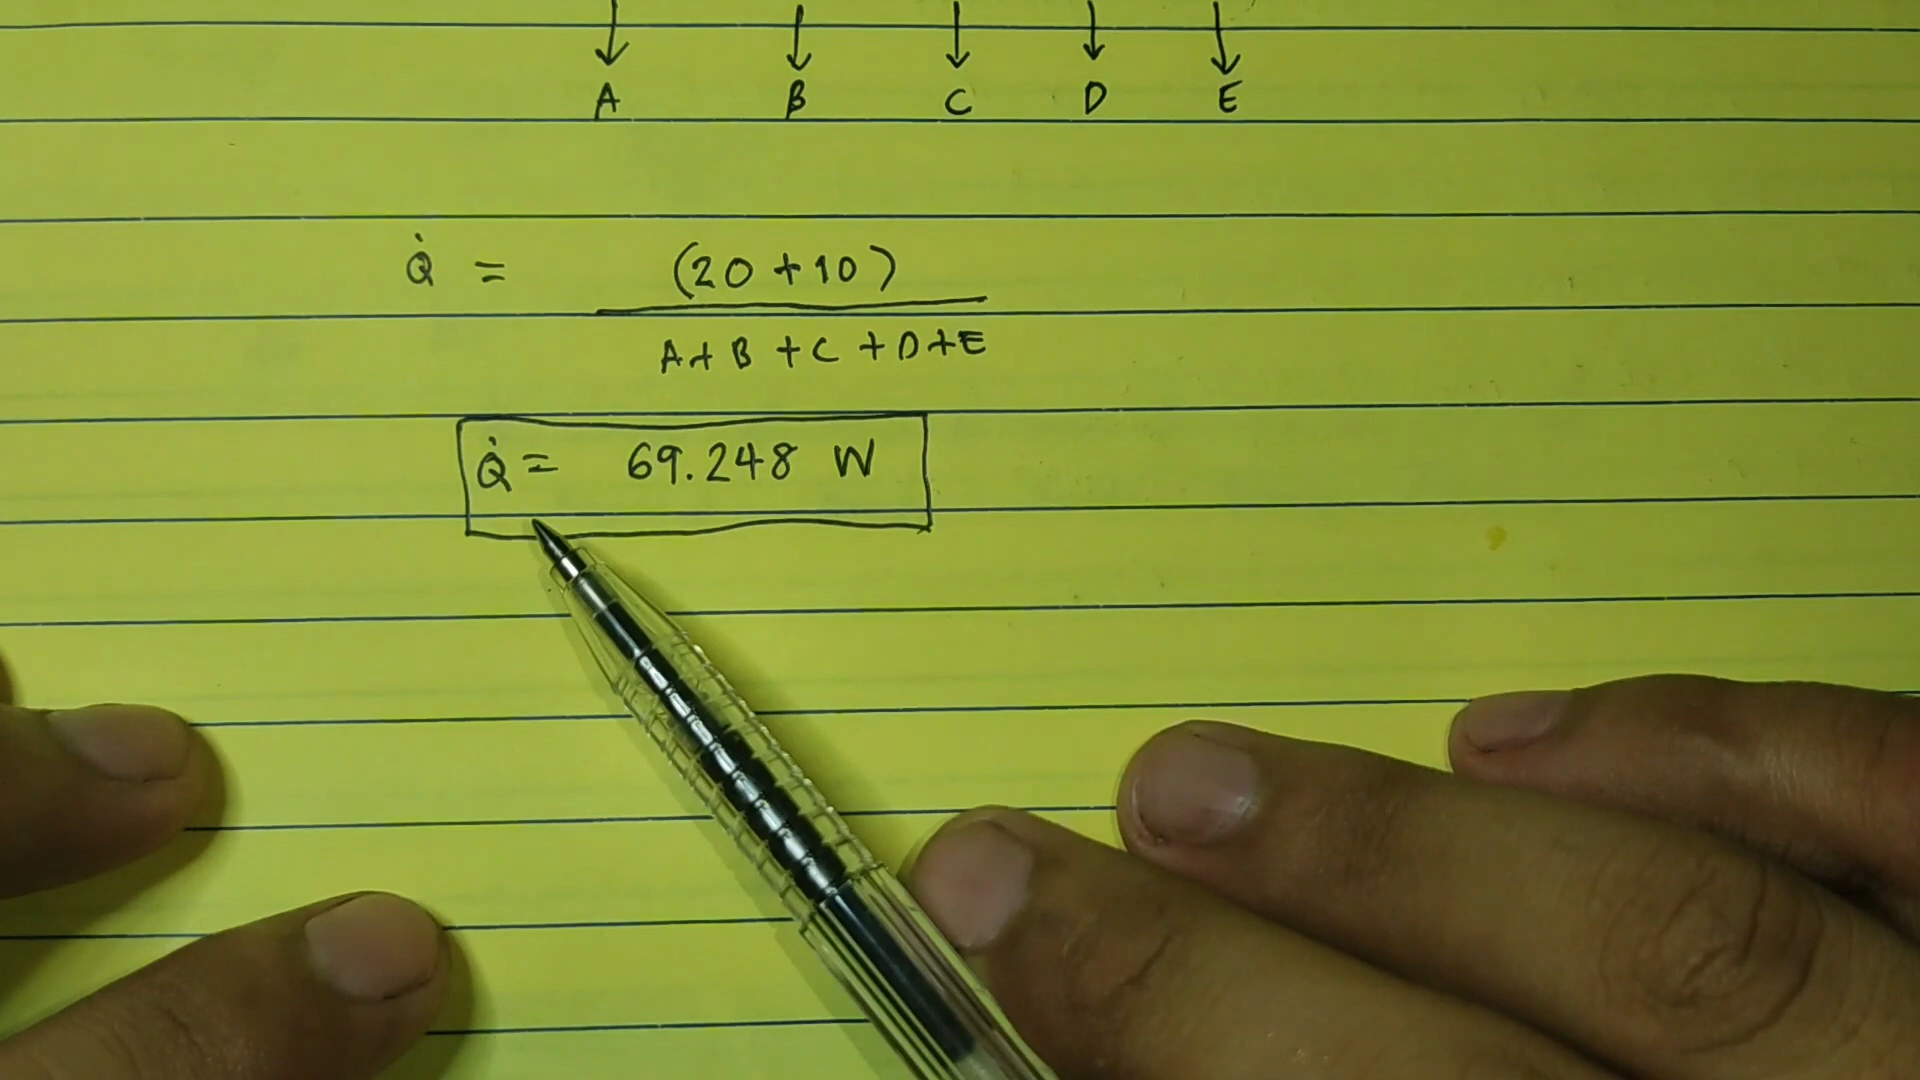 A B C D E
Q̇ = (20 + 10)
A + B + C + D + E
Q̇ = 69.248 W